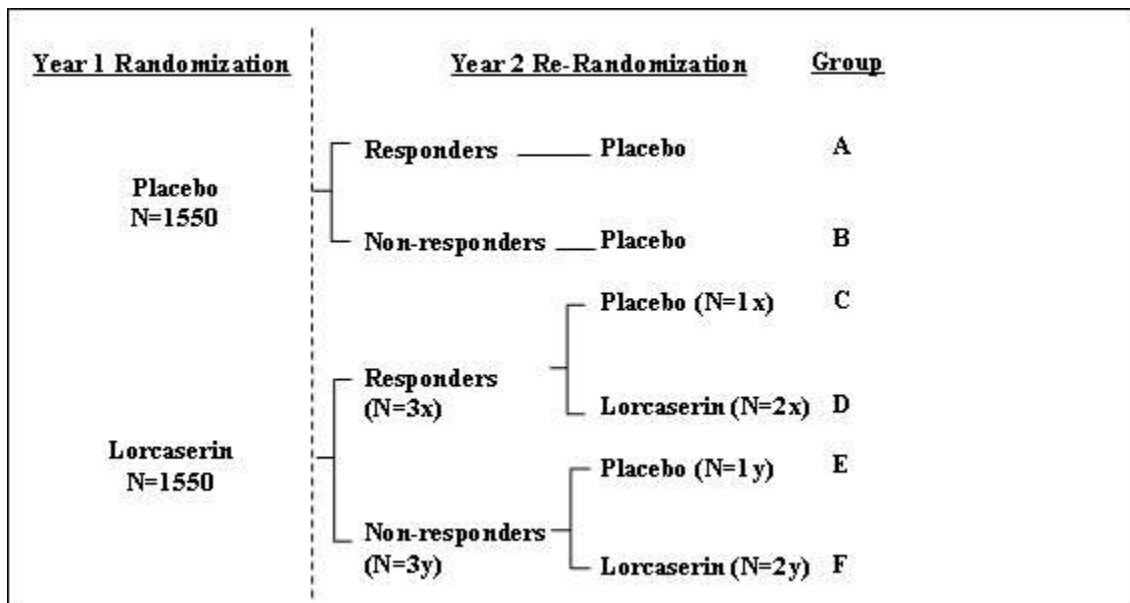 Year 1 Randomization Year 2 Re-Randomization Group
Responders Placebo A
Placebo
N=1550
Non-responders Placebo B
Placebo (N=1x) C
Responders
(N=3x)
Lorcaserin (N=2x) D
Lorcaserin
N=1550
Placebo (N=1y) E
Non-responders
(N=3y)
Lorcaserin (N=2y) F